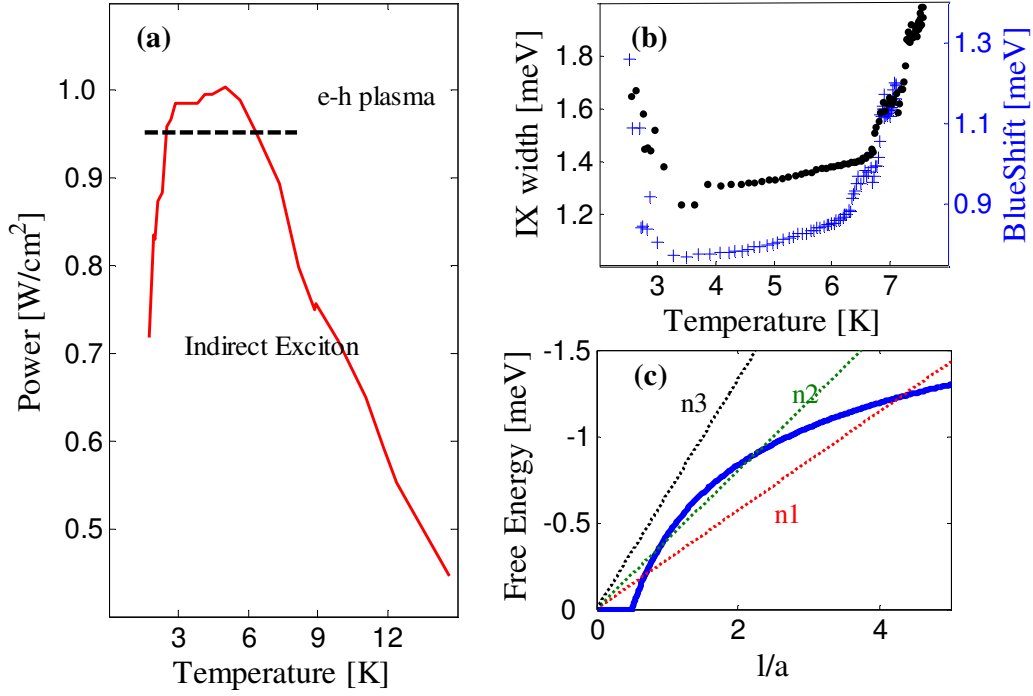 (a)
e-h plasma
Indirect Exciton
Power [W/cm²]
1.0
0.9
0.8
0.7
0.6
0.5
3
6
9
12
Temperature [K]
(b)
IX width [meV]
1.8
1.6
1.4
1.2
BlueShift [meV]
1.3
1.1
0.9
3
4
5
6
7
Temperature [K]
(c)
n3
n2
n1
Free Energy [meV]
-1.5
-1
-0.5
0
0
2
4
l/a